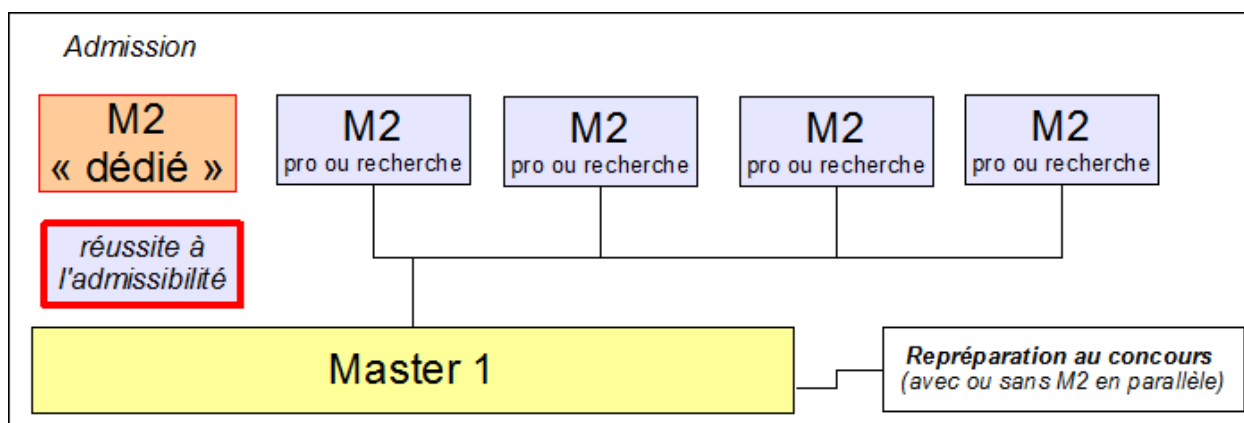 Admission
M2
« dédié »
M2
pro ou recherche
M2
pro ou recherche
M2
pro ou recherche
M2
pro ou recherche
réussite à
l'admissibilité
Master 1
Repréparation au concours
(avec ou sans M2 en parallèle)